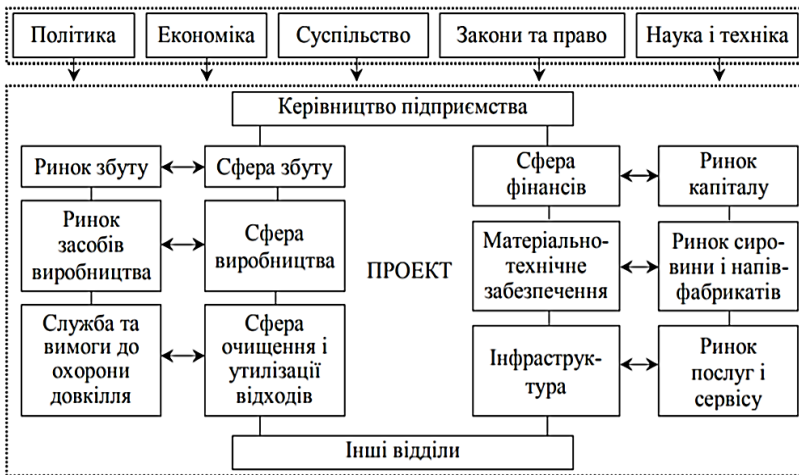 Політика
Економіка
Суспільство
Закони та право
Наука і техніка
Керівництво підприємства
Ринок збуту
Сфера збуту
Сфера
фінансів
Ринок
капіталу
Ринок
засобів
виробництва
Сфера
виробництва
ПРОЕКТ
Матеріально-
технічне
забезпечення
Ринок сиро-
вини і напів-
фабрикатів
Служба та
вимоги до
охорони
довкілля
Сфера
очищення і
утилізації
відходів
Інфраструк-
тура
Ринок
послуг і
сервісу
Інші відділи